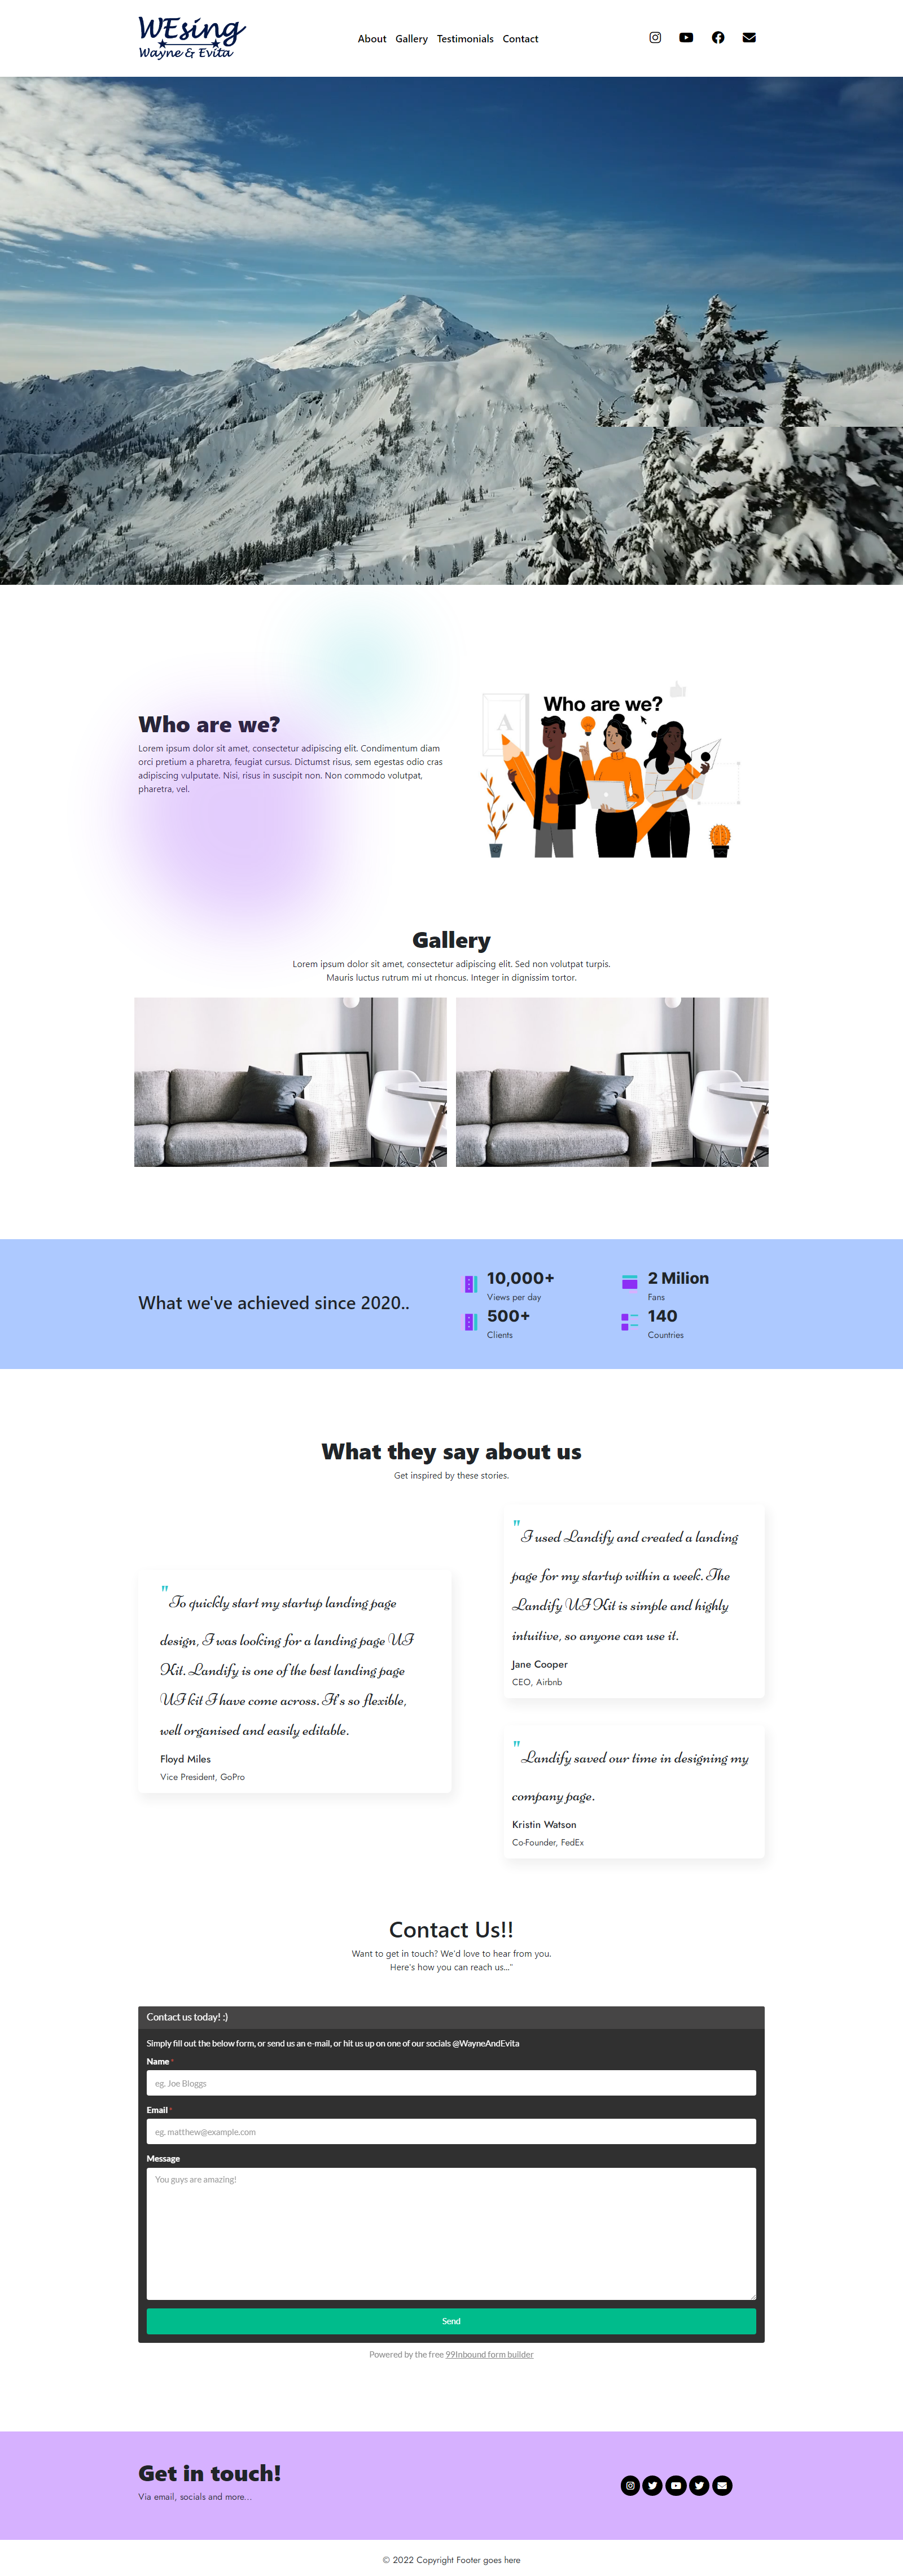 WEsing
Wayne & Evita
About Gallery Testimonials Contact
Who are we?
Lorem ipsum dolor sit amet, consectetur adipiscing elit. Condimentum diam
orci pretium a pharetra, feugiat cursus. Dictumst risus, sem egestas odio cras
adipiscing vulputate. Nisi, risus in suscipit non. Non commodo volutpat,
pharetra, vel.
A
Who are we?
Gallery
Lorem ipsum dolor sit amet, consectetur adipiscing elit. Sed non volutpat turpis.
Mauris luctus rutrum mi ut rhoncus. Integer in dignissim tortor.
What we've achieved since 2020..
10,000+
Views per day
2 Milion
Fans
500+
Clients
140
Countries
What they say about us
Get inspired by these stories.
"To quickly start my startup landing page
design, I was looking for a landing page UI
Kit. Landify is one of the best landing page
UI kit I have come across. It's so flexible,
well organised and easily editable.
Floyd Miles
Vice President, GoPro
"I used Landify and created a landing
page for my startup within a week. The
Landify UI Kit is simple and highly
intuitive, so anyone can use it.
Jane Cooper
CEO, Airbnb
"Landify saved our time in designing my
company page.
Kristin Watson
Co-Founder, FedEx
Contact Us!!
Want to get in touch? We'd love to hear from you.
Here's how you can reach us..."
Contact us today! :)
Simply fill out the below form, or send us an e-mail, or hit us up on one of our socials @WayneAndEvita
Name *
eg. Joe Bloggs
Email *
eg. matthew@example.com
Message
You guys are amazing!
Send
Powered by the free 99Inbound form builder
Get in touch!
Via email, socials and more...
© 2022 Copyright Footer goes here